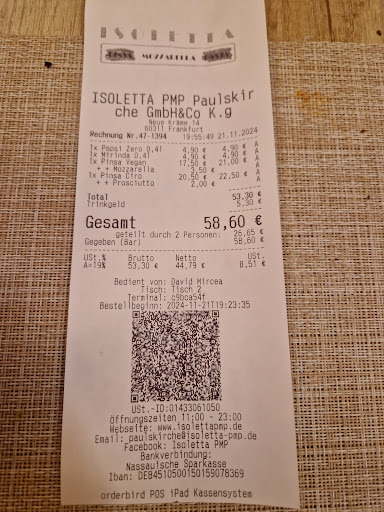 ISOLETTA
PINSA MOZZARELLA PASTA
ISOLETTA PMP Paulskir
che GmbH&Co K.g
Neue Kräme 14
60311 Frankfurt
Rechnung Nr.47-1394 19:55:49 21.11.2024
1x Pepsi Zero 0,4l 4,90 € 4,90 € A
1x Mirinda 0,4l 4,90 € 4,90 € A
1x Pinsa Vegan 17,50 € 21,00 € A
+ + Mozzarella 3,50 € A
1x Pinsa Ciro 20,50 € 22,50 € A
+ + Prosciutto 2,00 € A
Total 53,30 €
Trinkgeld 5,30 €
Gesamt 58,60 €
geteilt durch 2 Personen: 26,65 €
Gegeben (Bar) 58,60 €
USt.% Brutto Netto USt.
A=19% 53,30 € 44,79 € 8,51 €
Bedient von: David Mircea
Tisch: Tisch 2
Terminal: c9bca54f
Bestellbeginn: 2024-11-21T19:23:35
USt.-ID:01433061050
Öffnungszeiten 11:00 - 23:00
Webseite: www.isolettapmp.de
Email: paulskirche@isoletta-pmp.de
Facebook: Isoletta PMP
Bankverbindung:
Nassauische Sparkasse
Iban: DE84510500150159078369
orderbird POS iPad Kassensystem